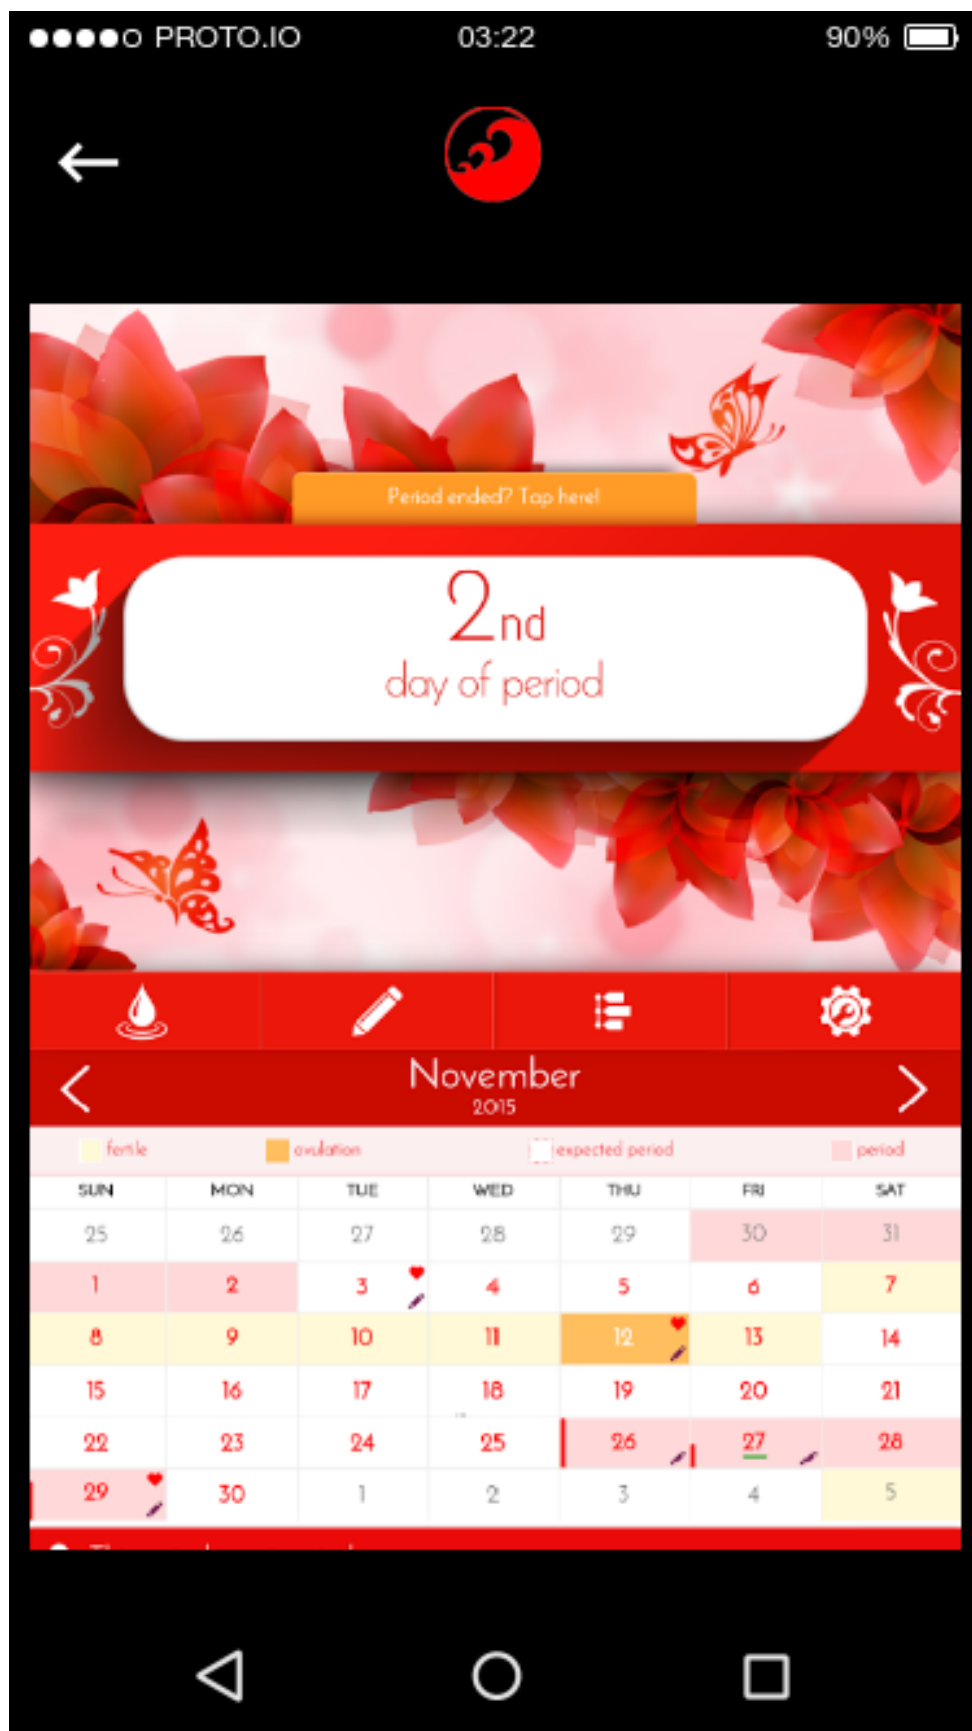 PROTO.IO 03:22 90%
Period ended? Tap here!
2nd
day of period
November
2015
fertile ovulation expected period period
SUN MON TUE WED THU FRI SAT
25 26 27 28 29 30 31
1 2 3 4 5 6 7
8 9 10 11 12 13 14
15 16 17 18 19 20 21
22 23 24 25 26 27 28
29 30 1 2 3 4 5